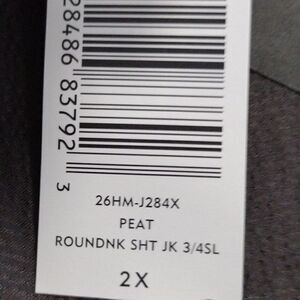 28486 83792 3
26HM-J284X
PEAT
ROUNDNK SHT JK 3/4SL
2X